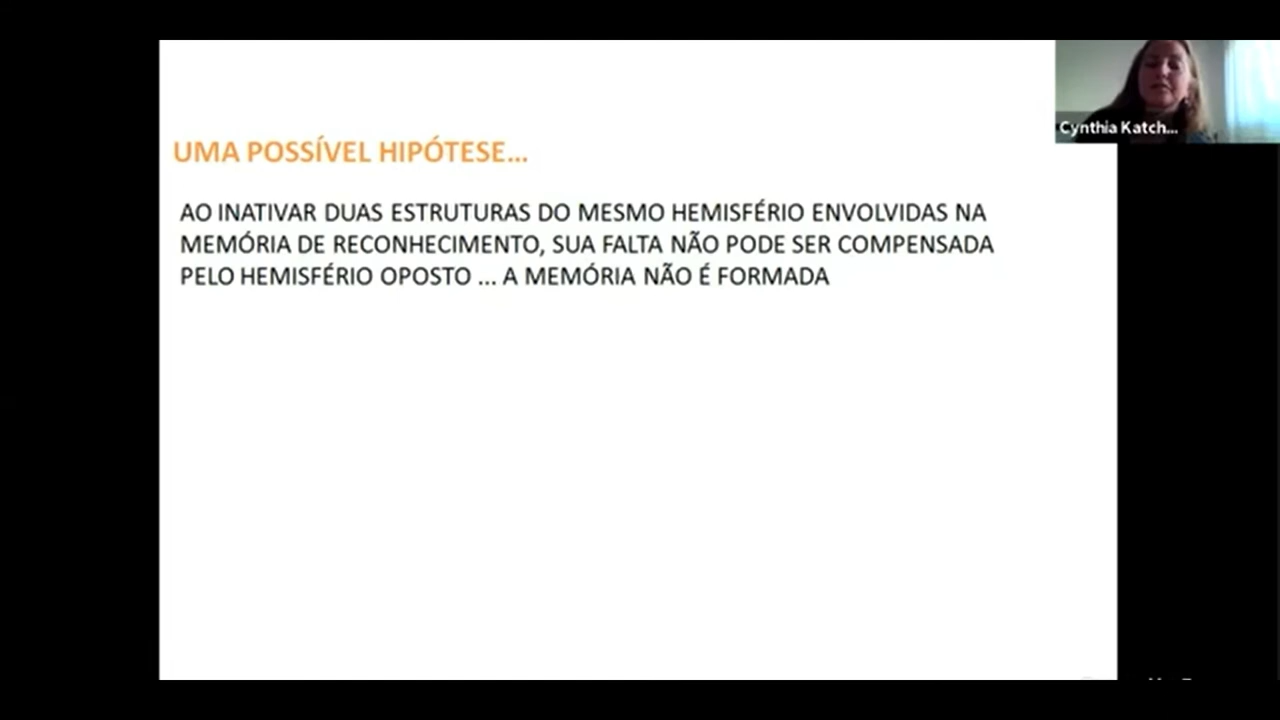 UMA POSSÍVEL HIPÓTESE...
AO INATIVAR DUAS ESTRUTURAS DO MESMO HEMISFÉRIO ENVOLVIDAS NA
MEMÓRIA DE RECONHECIMENTO, SUA FALTA NÃO PODE SER COMPENSADA
PELO HEMISFÉRIO OPOSTO ... A MEMÓRIA NÃO É FORMADA
Cynthia Katch...